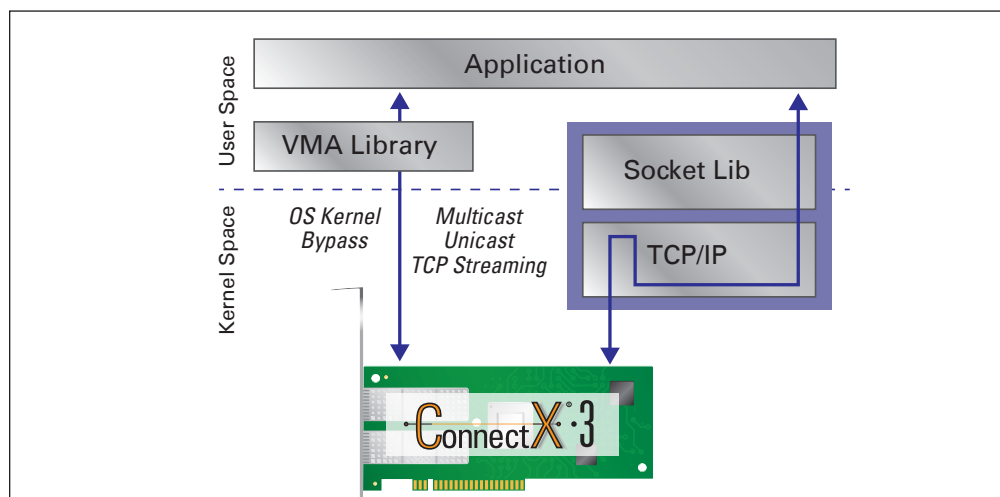 Application
User Space
VMA Library
Socket Lib
OS Kernel
Bypass
Multicast
Unicast
TCP Streaming
Kernel Space
TCP/IP
ConnectX®·3